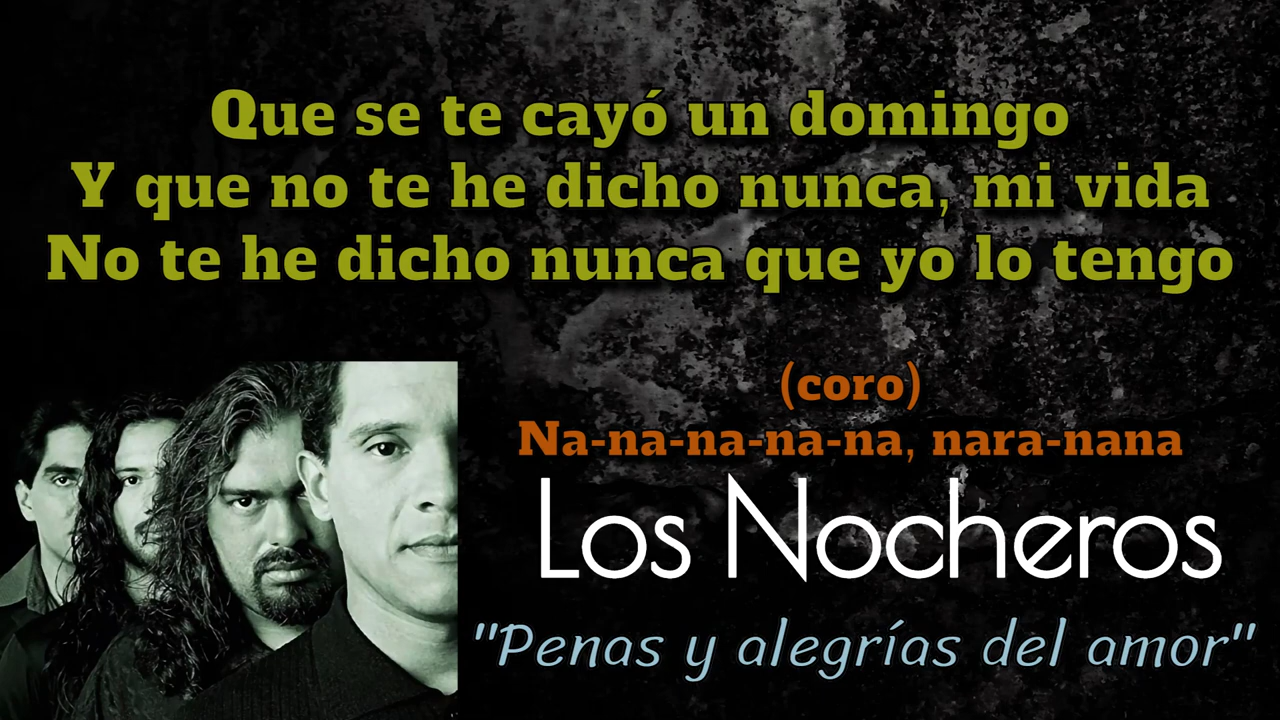 Que se te cayó un domingo
Y que no te he dicho nunca, mi vida
No te he dicho nunca que yo lo tengo
(coro)
Na-na-na-na-na, nara-nana
Los Nocheros
"Penas y alegrías del amor"